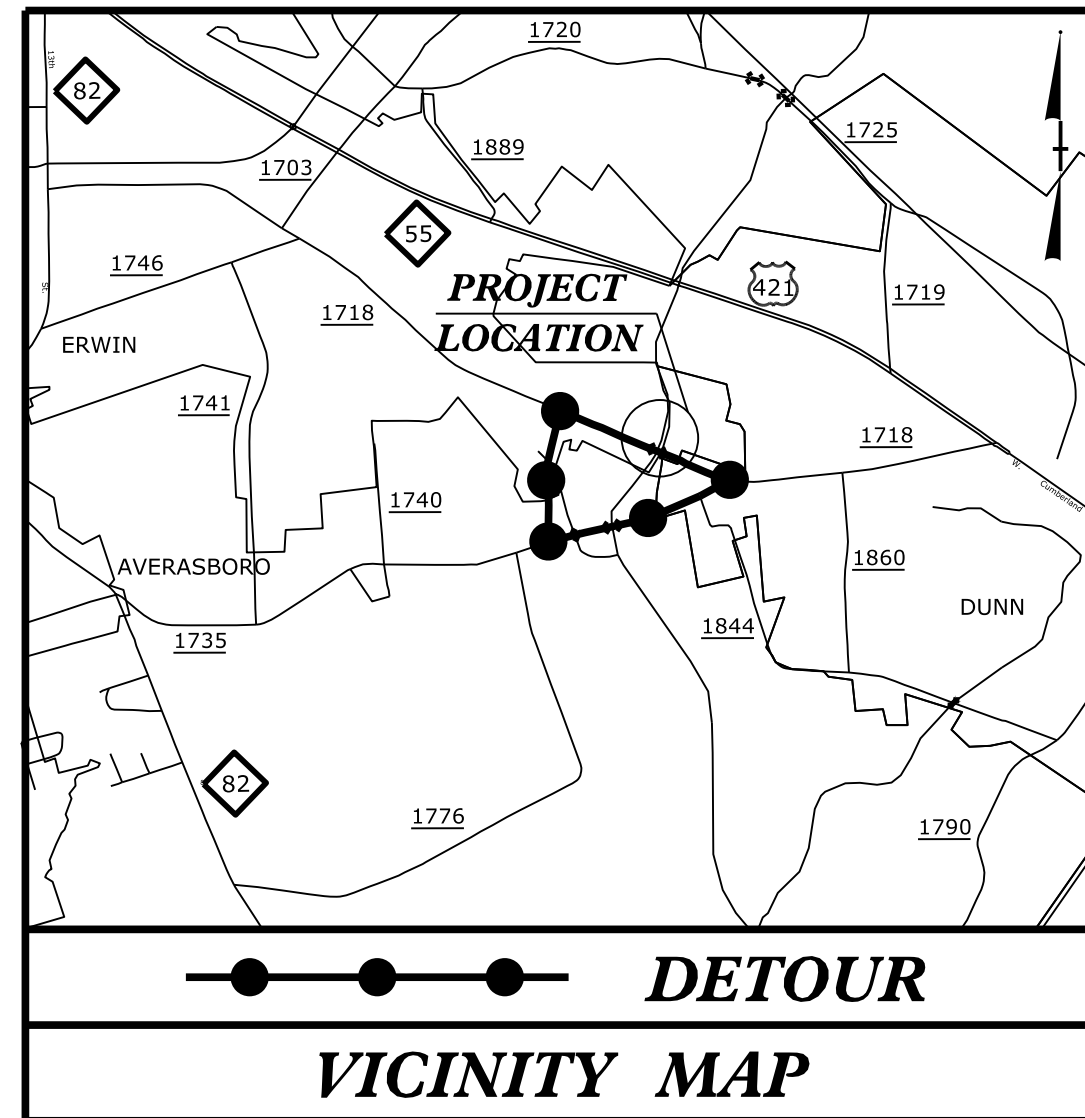 1720
13th
82
1725
1889
1703
55
1746
PROJECT
421
1719
1718
LOCATION
St.
ERWIN
1741
1718
W. Cumberland
1740
1860
AVERASBORO
DUNN
1844
1735
82
1776
1790
DETOUR
VICINITY MAP